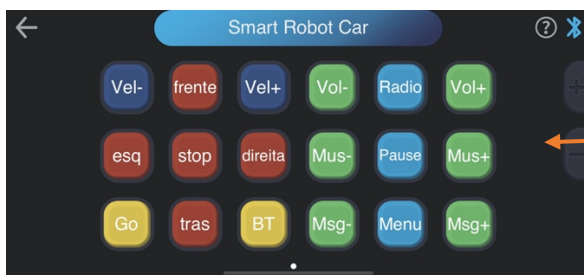 Smart Robot Car
Vel- frente Vel+ Vol- Radio Vol+
esq stop direita Mus- Pause Mus+
Go tras BT Msg- Menu Msg+